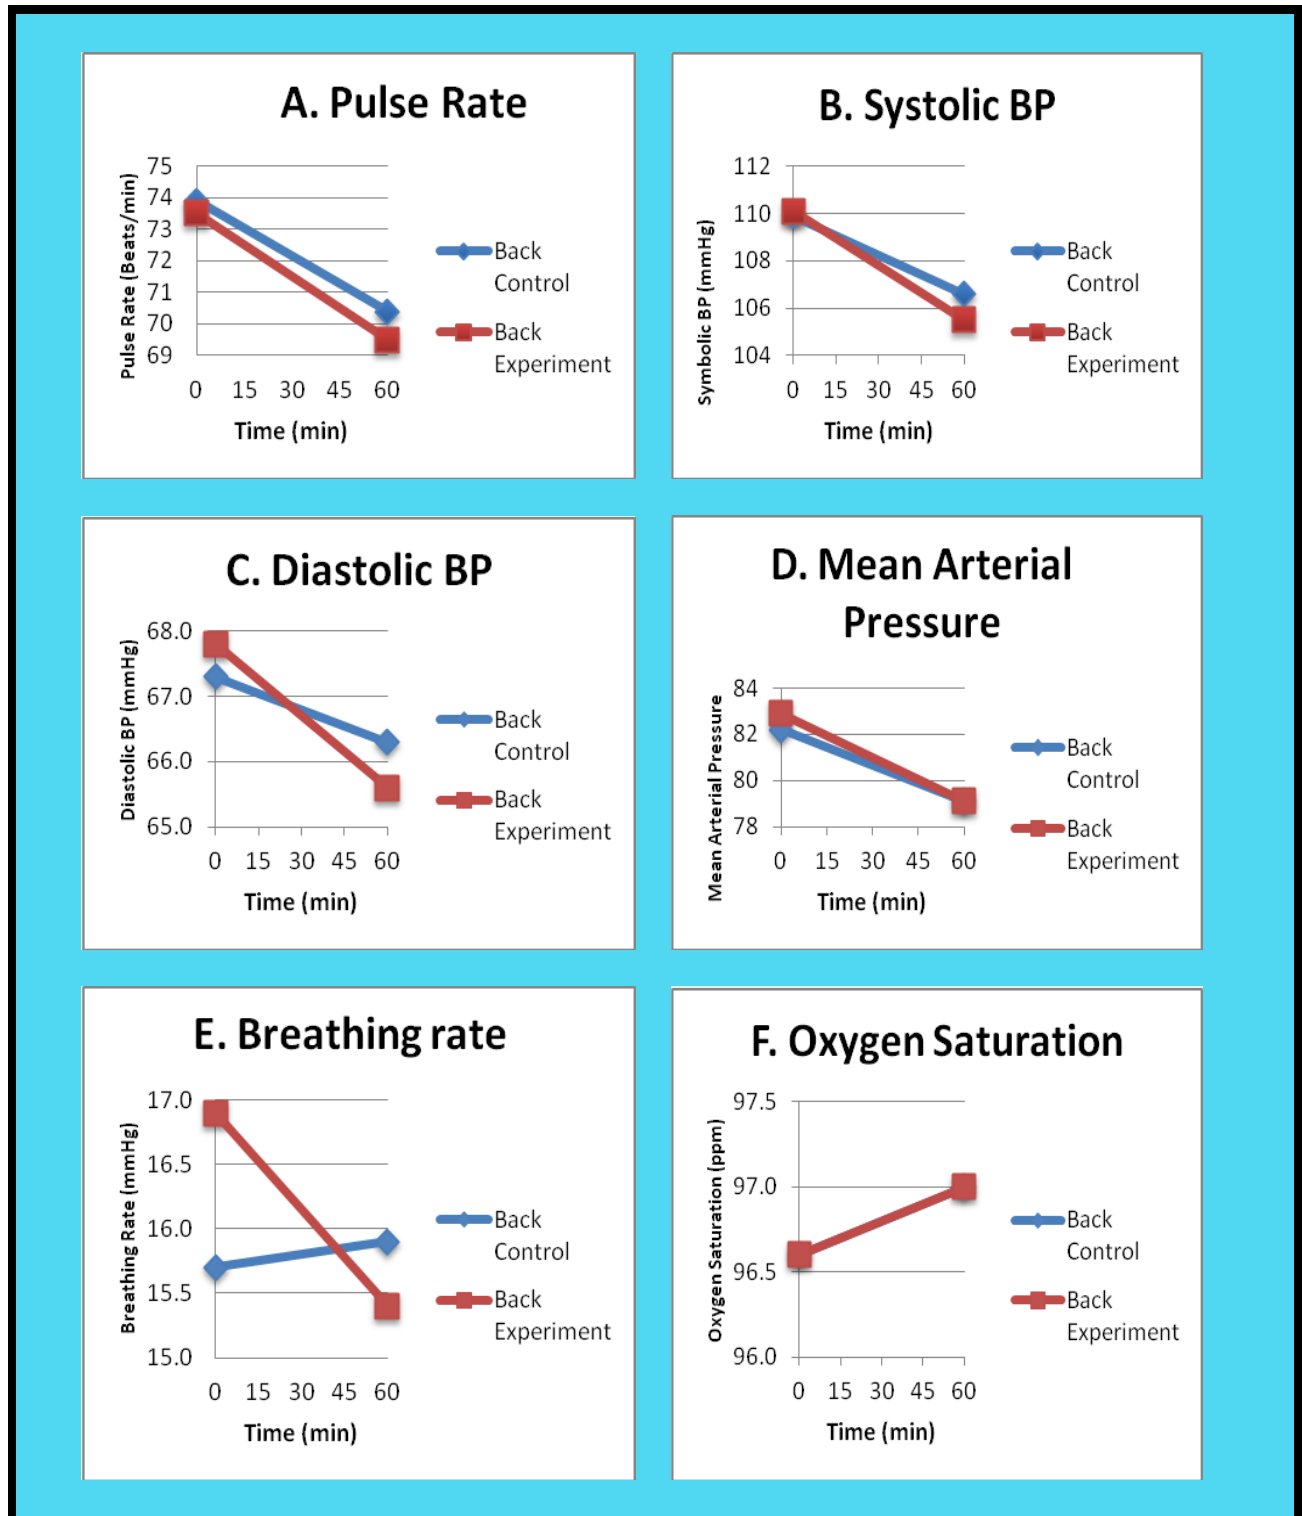 A. Pulse Rate
Pulse Rate (Beats/min)
75
74
73
72
71
70
69
0 15 30 45 60
Time (min)
Back
Control
Back
Experiment
B. Systolic BP
Symbolic BP (mmHg)
112
110
108
106
104
0 15 30 45 60
Time (min)
Back
Control
Back
Experiment
C. Diastolic BP
Diastolic BP (mmHg)
68.0
67.0
66.0
65.0
0 15 30 45 60
Time (min)
Back
Control
Back
Experiment
D. Mean Arterial
Pressure
Mean Arterial Pressure
84
82
80
78
0 15 30 45 60
Time (min)
Back
Control
Back
Experiment
E. Breathing rate
Breathing Rate (mmHg)
17.0
16.5
16.0
15.5
15.0
0 15 30 45 60
Time (min)
Back
Control
Back
Experiment
F. Oxygen Saturation
Oxygen Saturation (ppm)
97.5
97.0
96.5
96.0
0 15 30 45 60
Time (min)
Back
Control
Back
Experiment